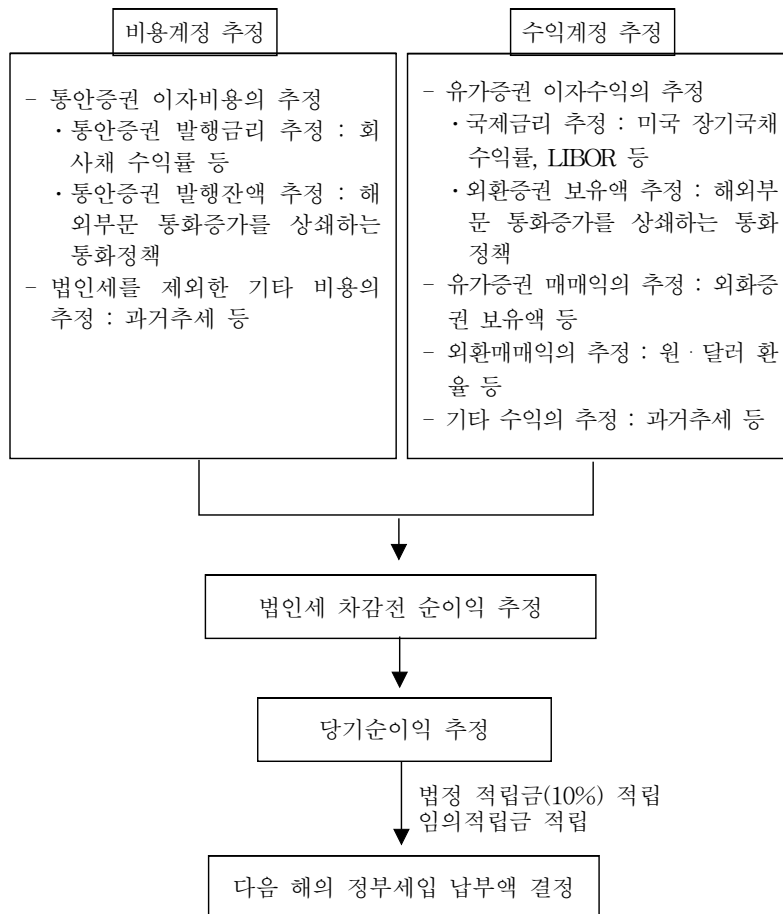 비용계정 추정
- 통안증권 이자비용의 추정
· 통안증권 발행금리 추정 : 회
사채 수익률 등
· 통안증권 발행잔액 추정 : 해
외부문 통화증가를 상쇄하는
통화정책
- 법인세를 제외한 기타 비용의
추정 : 과거추세 등
수익계정 추정
- 유가증권 이자수익의 추정
· 국제금리 추정 : 미국 장기국채
수익률, LIBOR 등
· 외환증권 보유액 추정 : 해외부
문 통화증가를 상쇄하는 통화
정책
- 유가증권 매매익의 추정 : 외화증
권 보유액 등
- 외환매매익의 추정 : 원 · 달러 환
율 등
- 기타 수익의 추정 : 과거추세 등
법인세 차감전 순이익 추정
당기순이익 추정
법정 적립금(10%) 적립
임의적립금 적립
다음 해의 정부세입 납부액 결정